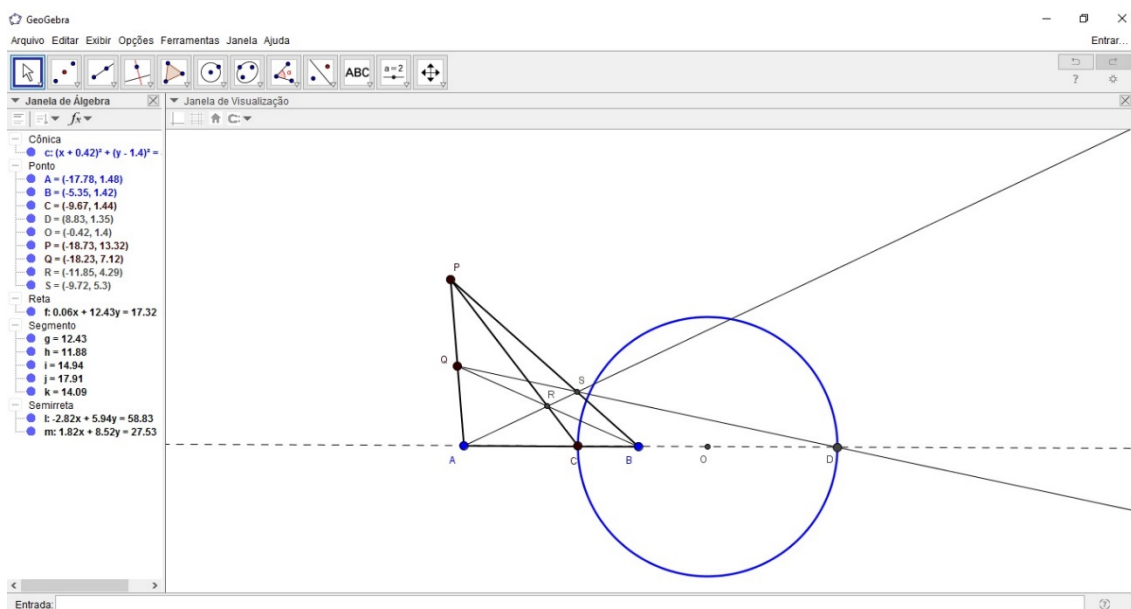 GeoGebra
Arquivo Editar Exibir Opções Ferramentas Janela Ajuda
Entrar...
ABC
a=2
?
Janela de Álgebra
Janela de Visualização
fx
Cônica
c: (x + 0.42)² + (y - 1.4)² =
Ponto
A = (-17.78, 1.48)
B = (-5.35, 1.42)
C = (-9.67, 1.44)
D = (8.83, 1.35)
O = (-0.42, 1.4)
P = (-18.73, 13.32)
Q = (-18.23, 7.12)
R = (-11.85, 4.29)
S = (-9.72, 5.3)
Reta
f: 0.06x + 12.43y = 17.32
Segmento
g = 12.43
h = 11.88
i = 14.94
j = 17.91
k = 14.09
Semirreta
l: -2.82x + 5.94y = 58.83
m: 1.82x + 8.52y = 27.53
P
Q
S
R
A
C
B
O
D
Entrada:
?